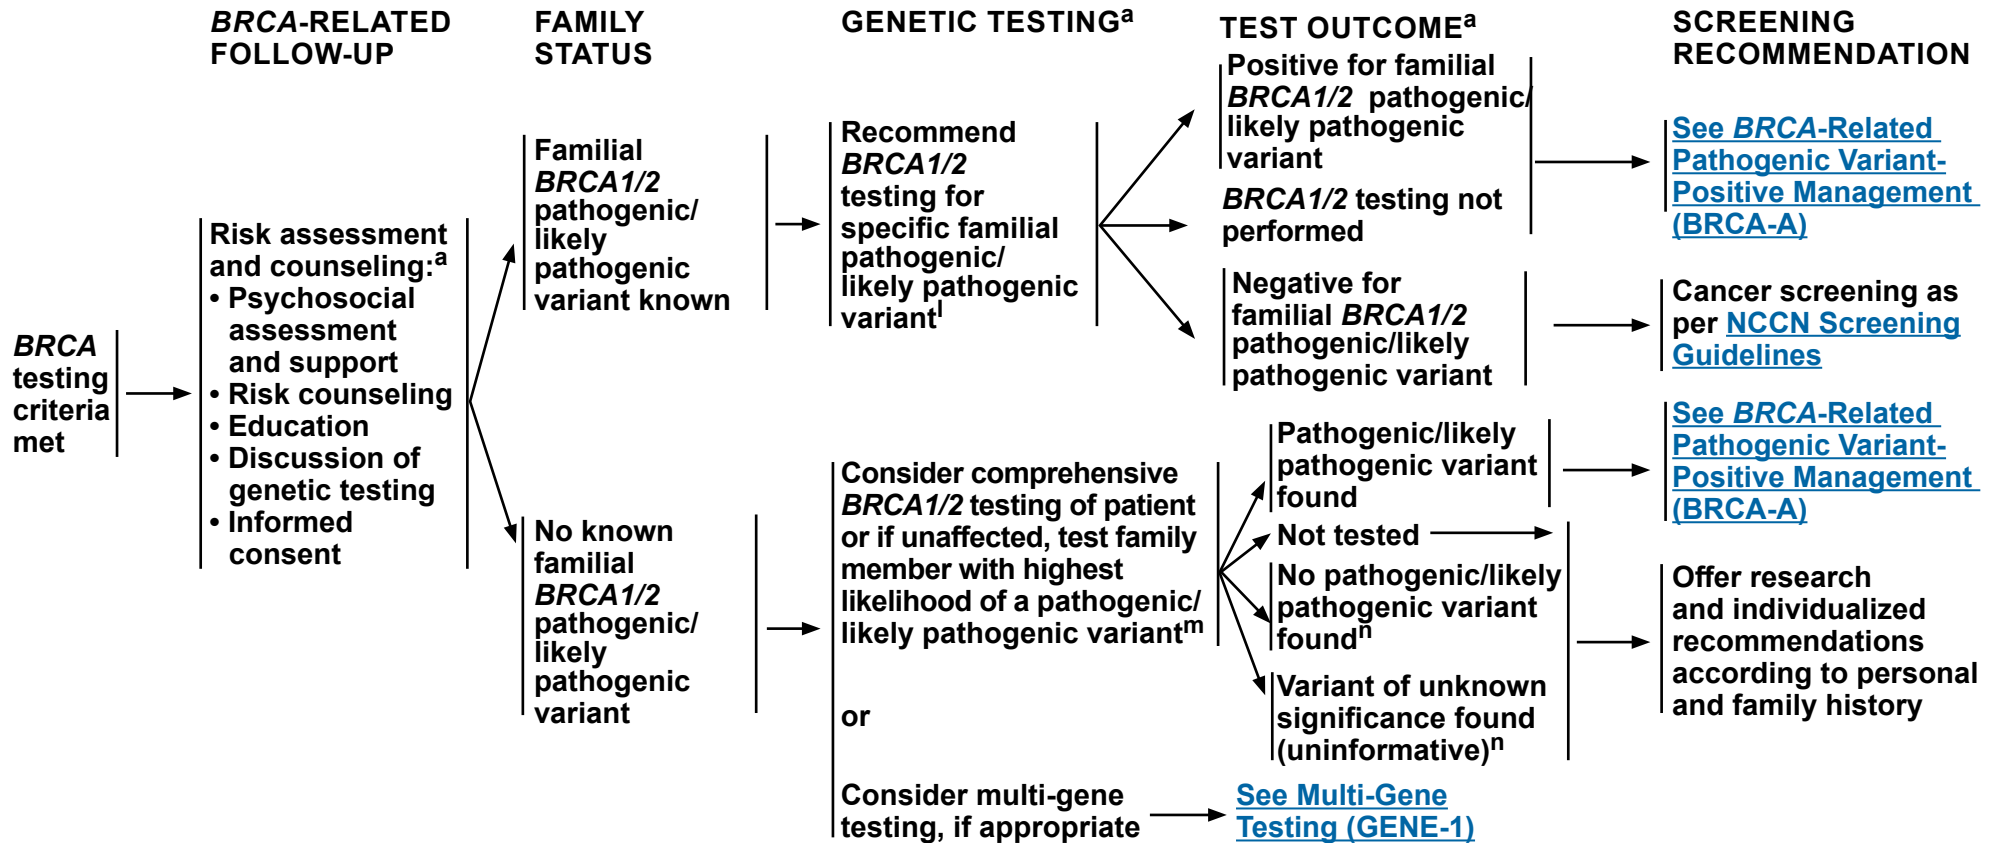 BRCA-RELATED
FOLLOW-UP
FAMILY
STATUS
GENETIC TESTINGa
TEST OUTCOMEa
SCREENING
RECOMMENDATION
BRCA
testing
criteria
met
Risk assessment
and counseling:a
• Psychosocial
assessment
and support
• Risk counseling
• Education
• Discussion of
genetic testing
• Informed
consent
Familial
BRCA1/2
pathogenic/
likely
pathogenic
variant known
Recommend
BRCA1/2
testing for
specific familial
pathogenic/
likely pathogenic
variantl
Positive for familial
BRCA1/2 pathogenic/
likely pathogenic
variant
BRCA1/2 testing not
performed
See BRCA-Related
Pathogenic Variant-
Positive Management
(BRCA-A)
Negative for
familial BRCA1/2
pathogenic/likely
pathogenic variant
Cancer screening as
per NCCN Screening
Guidelines
No known
familial
BRCA1/2
pathogenic/
likely
pathogenic
variant
Consider comprehensive
BRCA1/2 testing of patient
or if unaffected, test family
member with highest
likelihood of a pathogenic/
likely pathogenic variantm
or
Consider multi-gene
testing, if appropriate
Pathogenic/likely
pathogenic variant
found
See BRCA-Related
Pathogenic Variant-
Positive Management
(BRCA-A)
Not tested
No pathogenic/likely
pathogenic variant
foundn
Variant of unknown
significance found
(uninformative)n
Offer research
and individualized
recommendations
according to personal
and family history
See Multi-Gene
Testing (GENE-1)